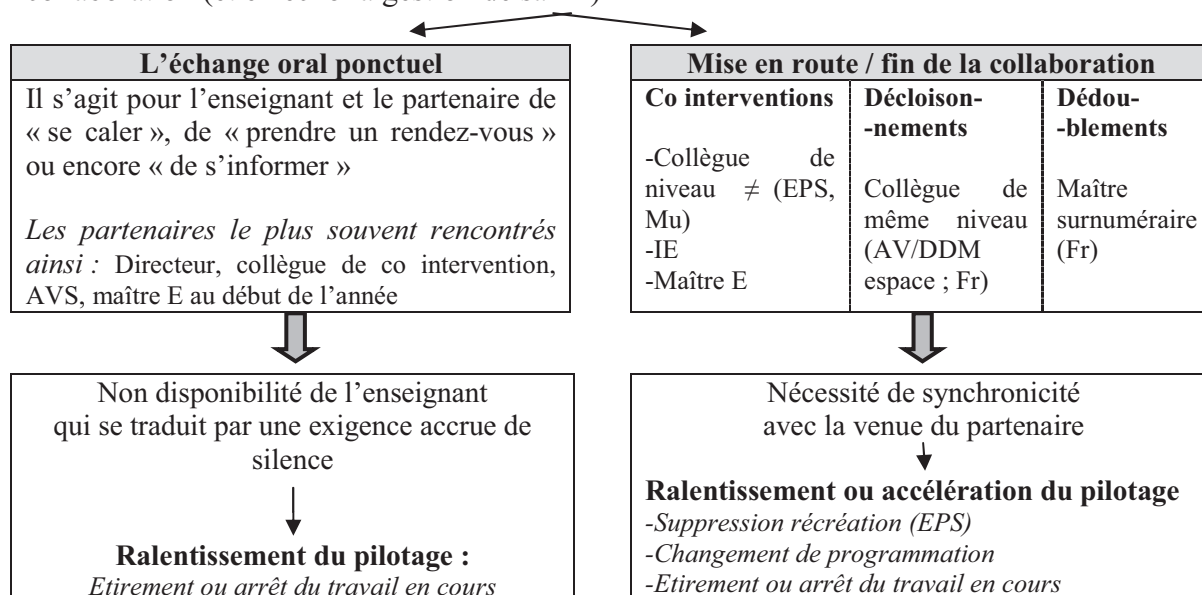 L’échange oral ponctuel
Il s’agit pour l’enseignant et le partenaire de
« se caler », de « prendre un rendez-vous »
ou encore « de s’informer »
Les partenaires le plus souvent rencontrés
ainsi : Directeur, collègue de co intervention,
AVS, maître E au début de l’année
Mise en route / fin de la collaboration
Co interventions
-Collègue de
niveau ≠ (EPS,
Mu)
-IE
-Maître E
Décloison-
-nements
Collègue de
même niveau
(AV/DDM
espace ; Fr)
Dédou-
-blements
Maître
surnuméraire
(Fr)
Non disponibilité de l’enseignant
qui se traduit par une exigence accrue de
silence
Ralentissement du pilotage :
Etirement ou arrêt du travail en cours
Nécessité de synchronicité
avec la venue du partenaire
Ralentissement ou accélération du pilotage
-Suppression récréation (EPS)
-Changement de programmation
-Etirement ou arrêt du travail en cours